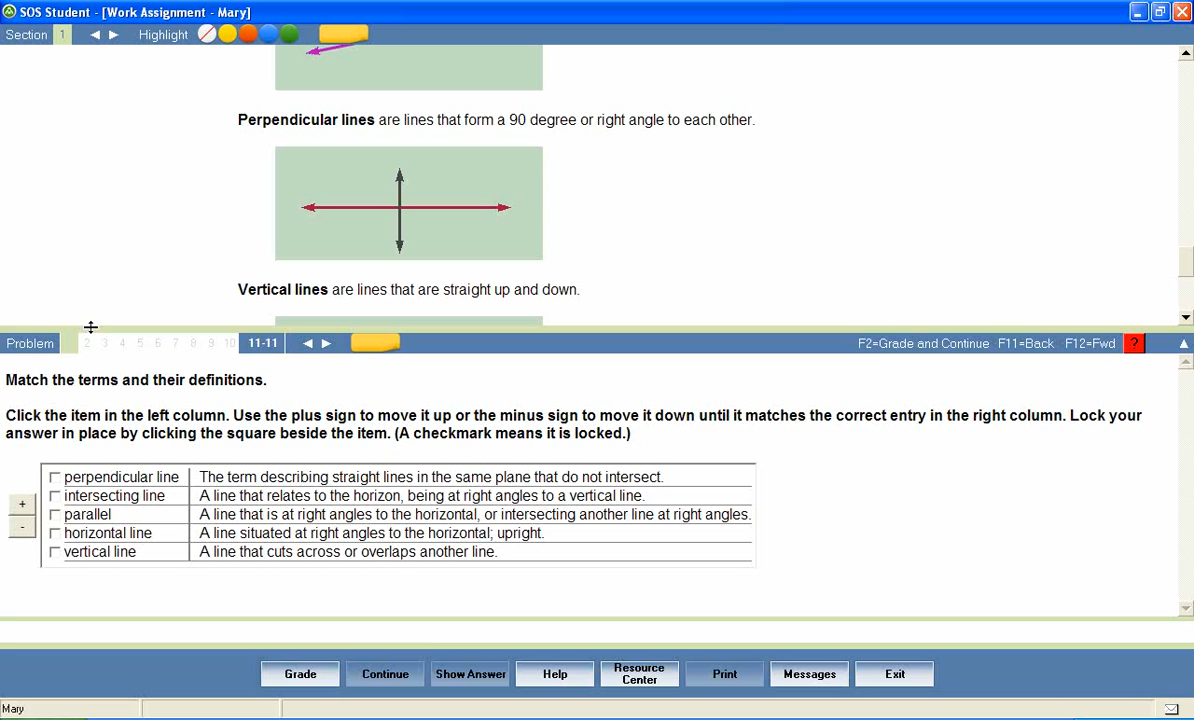 SOS Student - [Work Assignment - Mary]
Section 1 Highlight
Perpendicular lines are lines that form a 90 degree or right angle to each other.
Vertical lines are lines that are straight up and down.
Problem 2 3 4 5 6 7 8 9 10 11-11 F2=Grade and Continue F11=Back F12=Fwd ?
Match the terms and their definitions.
Click the item in the left column. Use the plus sign to move it up or the minus sign to move it down until it matches the correct entry in the right column. Lock your
answer in place by clicking the square beside the item. (A checkmark means it is locked.)
perpendicular line The term describing straight lines in the same plane that do not intersect.
+ intersecting line A line that relates to the horizon, being at right angles to a vertical line.
parallel A line that is at right angles to the horizontal, or intersecting another line at right angles.
- horizontal line A line situated at right angles to the horizontal; upright.
vertical line A line that cuts across or overlaps another line.
Grade Continue Show Answer Help Resource Center Print Messages Exit
Mary